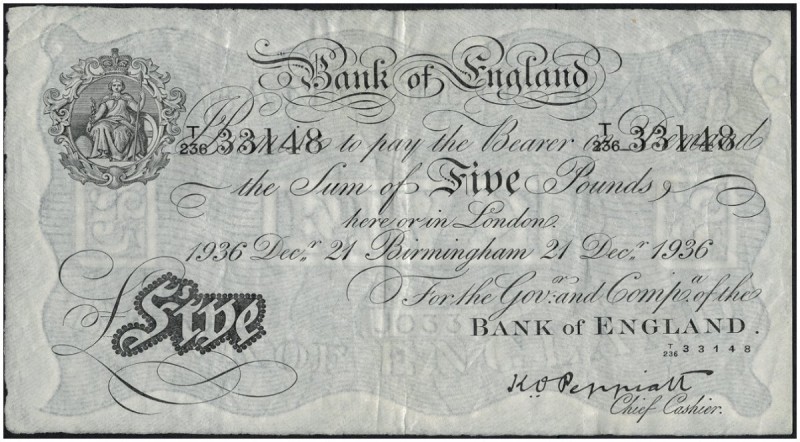 Bank of England
T/236 33148 T/236 33148
I Promise to pay the Bearer on Demand
the Sum of Five Pounds
here or in London.
1936 Decr. 21 Birmingham 21 Decr. 1936
For the Govr. and Compa. of the
BANK of ENGLAND.
T/236 33148
£Five
K O Peppiatt
Chief Cashier.